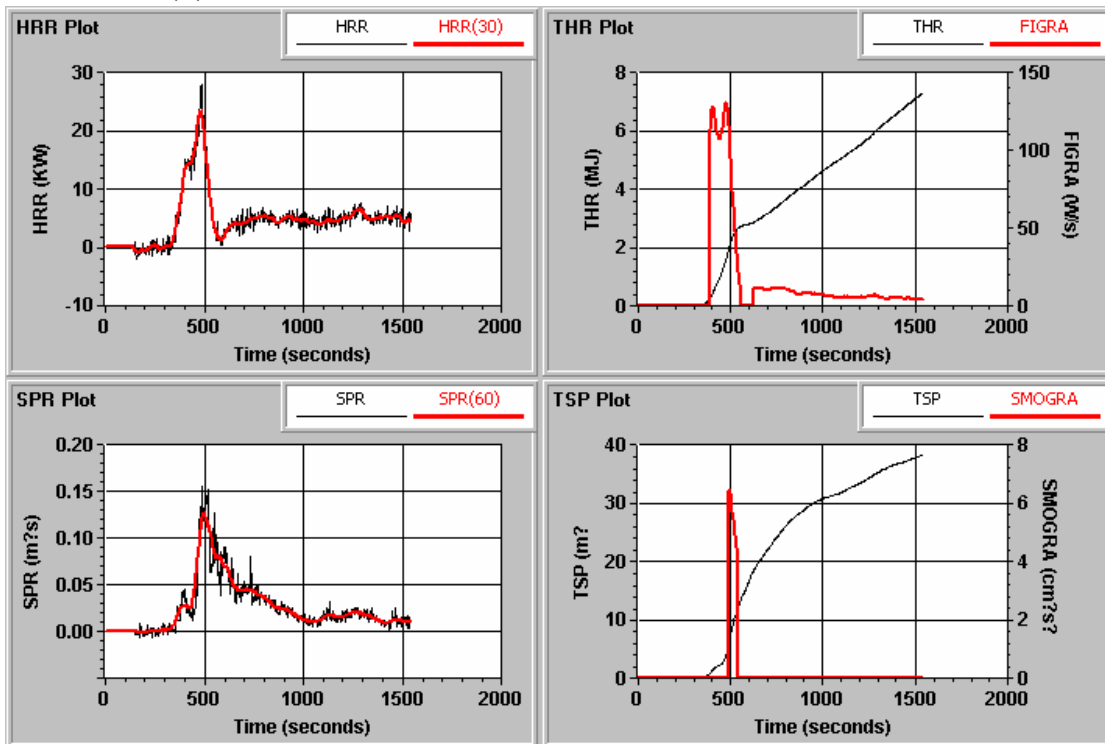 HRR Plot HRR HRR(30)
HRR (KW)
30
20
10
0
-10
0 500 1000 1500 2000
Time (seconds)
THR Plot THR FIGRA
THR (MJ)
8
6
4
2
0
150
100
50
0
FIGRA (W/s)
0 500 1000 1500 2000
Time (seconds)
SPR Plot SPR SPR(60)
SPR (m?s)
0.20
0.15
0.10
0.05
0.00
0 500 1000 1500 2000
Time (seconds)
TSP Plot TSP SMOGRA
TSP (m?
40
30
20
10
0
8
6
4
2
0
SMOGRA (cm?s?
0 500 1000 1500 2000
Time (seconds)